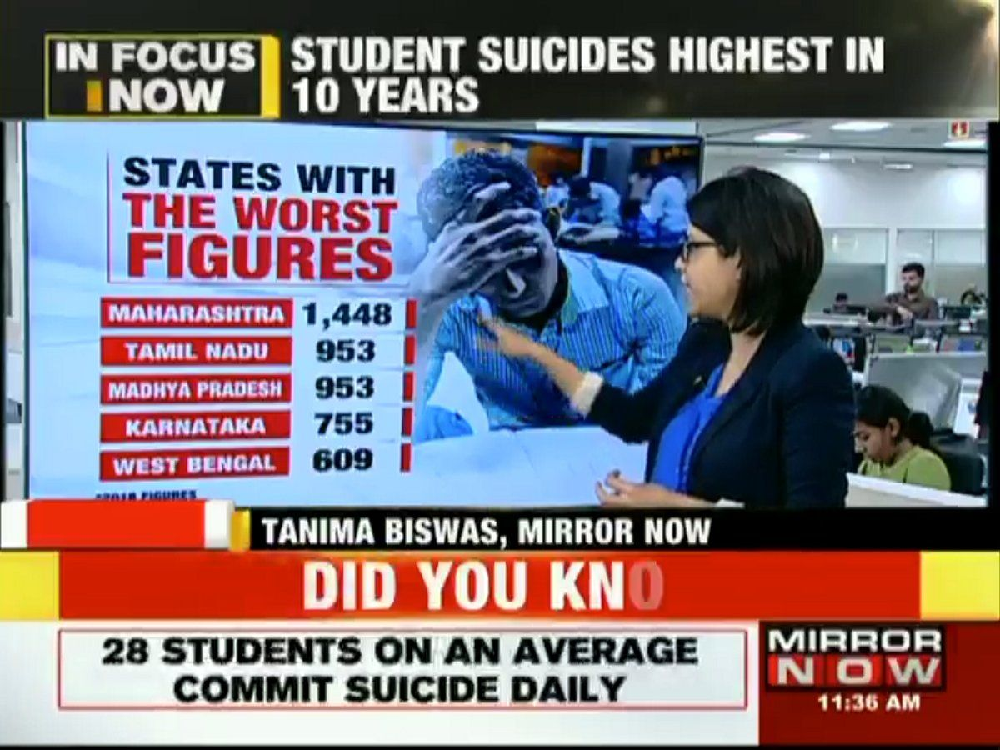 IN FOCUS
NOW
STUDENT SUICIDES HIGHEST IN
10 YEARS
STATES WITH
THE WORST
FIGURES
MAHARASHTRA 1,448
TAMIL NADU 953
MADHYA PRADESH 953
KARNATAKA 755
WEST BENGAL 609
*2018 FIGURES
TANIMA BISWAS, MIRROR NOW
DID YOU KNO
28 STUDENTS ON AN AVERAGE
COMMIT SUICIDE DAILY
MIRROR
NOW
11:36 AM